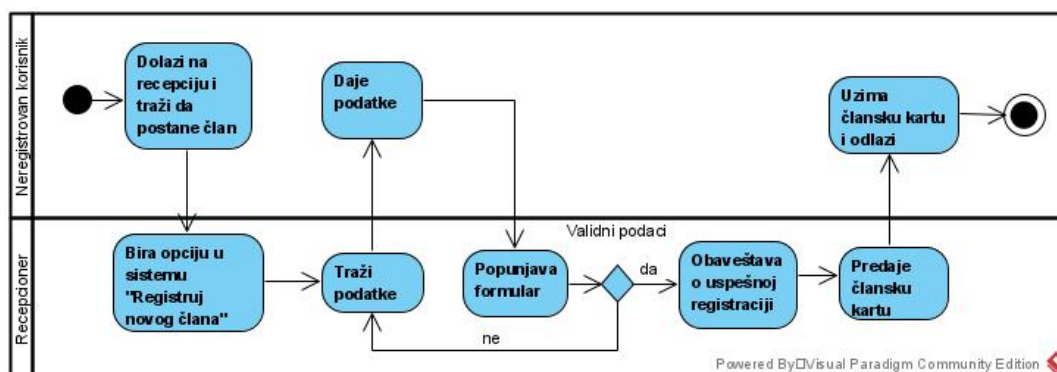 Neregistrovan korisnik
Dolazi na
recepciju i
traži da
postane član
Daje
podatke
Uzima
člansku kartu
i odlazi
Recepcioner
Bira opciju u
sistemu
"Registruj
novog člana"
Traži
podatke
Popunjava
formular
Validni podaci
da
ne
Obaveštava
o uspešnoj
registraciji
Predaje
člansku
kartu
Powered By□Visual Paradigm Community Edition